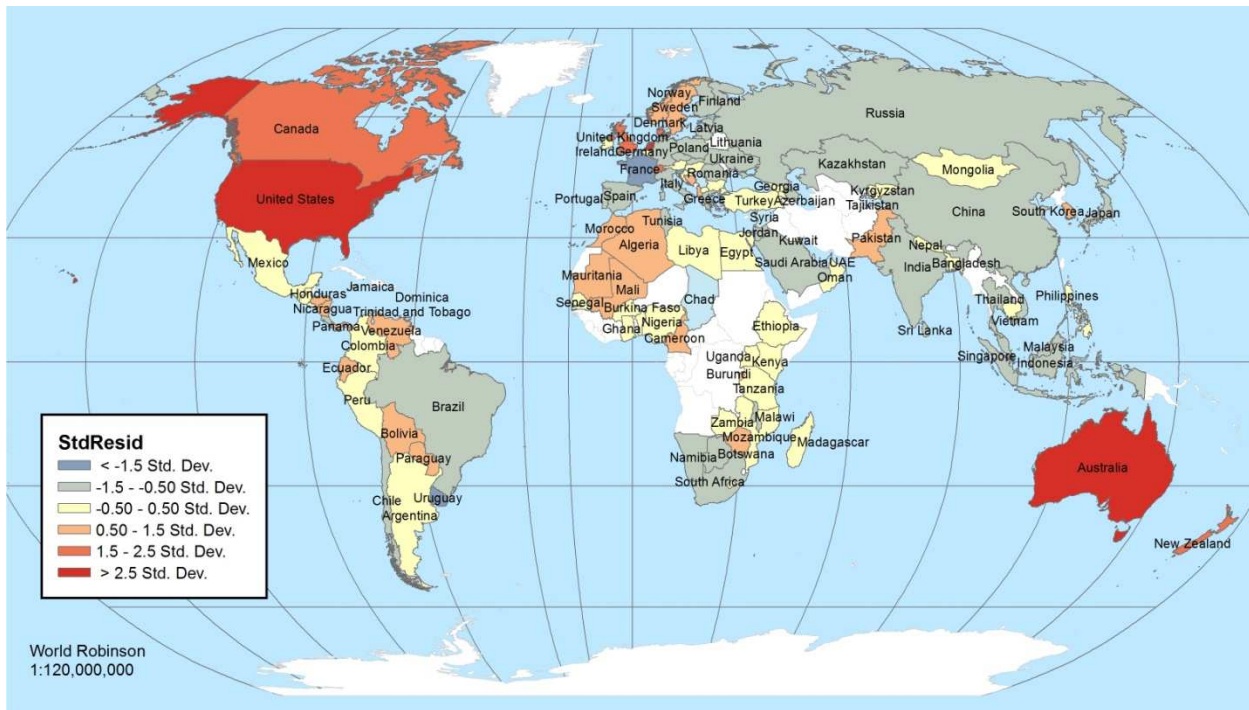 Norway
Sweden
Finland
Russia
Canada
Denmark
Latvia
United Kingdom
Lithuania
Ireland
Germany
Poland
Ukraine
Kazakhstan
Mongolia
France
Romania
United States
Portugal
Spain
Italy
Georgia
Kyrgyzstan
Greece
Turkey
Azerbaijan
Tajikistan
China
South Korea
Japan
Tunisia
Syria
Morocco
Jordan
Pakistan
Mexico
Algeria
Libya
Egypt
Kuwait
Nepal
Saudi Arabia
UAE
India
Bangladesh
Mauritania
Oman
Jamaica
Mali
Honduras
Dominica
Thailand
Philippines
Nicaragua
Trinidad and Tobago
Senegal
Burkina Faso
Chad
Vietnam
Panama
Venezuela
Ghana
Nigeria
Ethiopia
Sri Lanka
Colombia
Cameroon
Malaysia
Uganda
Kenya
Singapore
Indonesia
Ecuador
Burundi
Brazil
Tanzania
Peru
Malawi
Zambia
Bolivia
Mozambique
Madagascar
Paraguay
Namibia
Botswana
Australia
South Africa
Chile
Uruguay
Argentina
New Zealand
StdResid
< -1.5 Std. Dev.
-1.5 - -0.50 Std. Dev.
-0.50 - 0.50 Std. Dev.
0.50 - 1.5 Std. Dev.
1.5 - 2.5 Std. Dev.
> 2.5 Std. Dev.
World Robinson
1:120,000,000